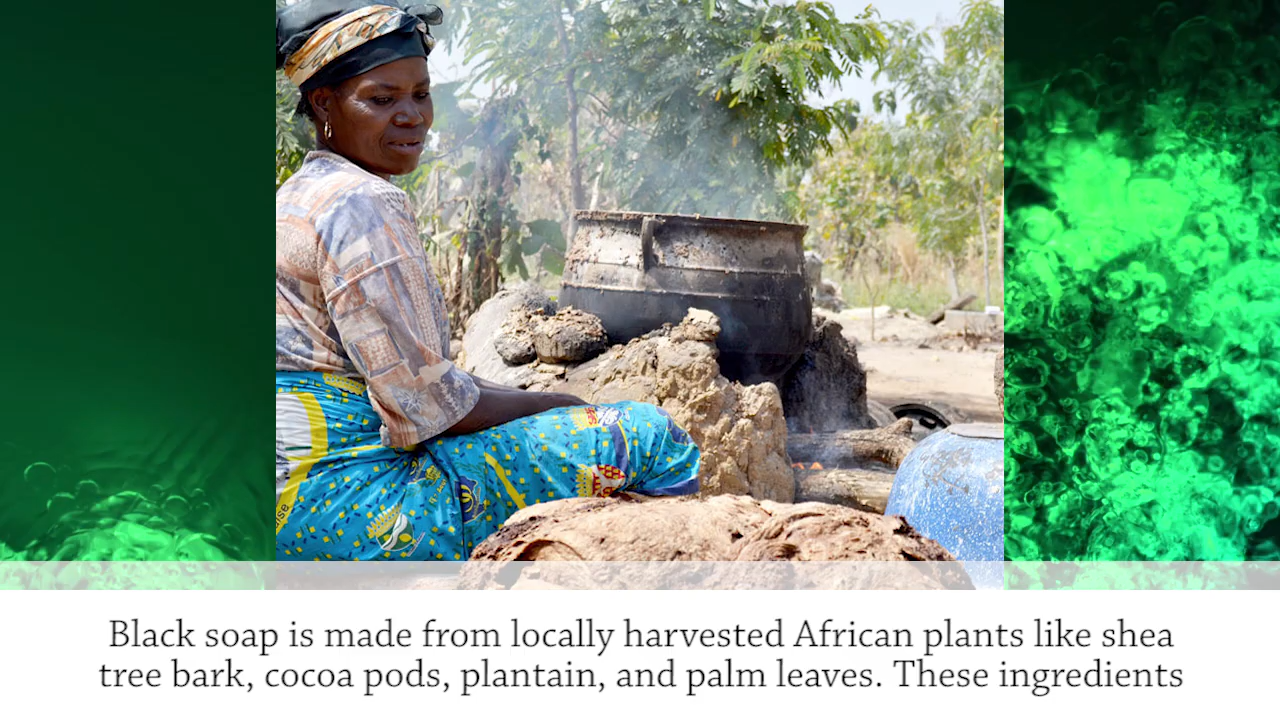 Black soap is made from locally harvested African plants like shea
tree bark, cocoa pods, plantain, and palm leaves. These ingredients